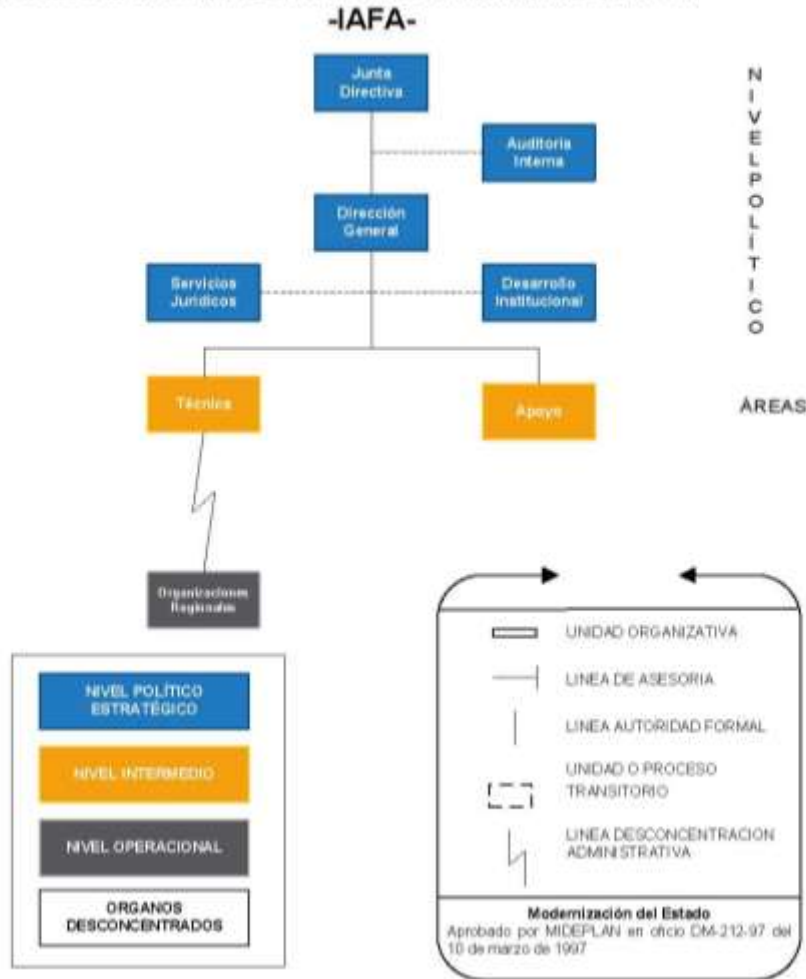 -IAFA-
Junta
Directiva
Auditoria
Interna
Dirección
General
Servicios
Jurídicos
Desarrollo
Institucional
NIVEL POLÍTICO
Técnica
Apoyo
ÁREAS
Organizaciones
Regionales
NIVEL POLÍTICO
ESTRATÉGICO
NIVEL INTERMEDIO
NIVEL OPERACIONAL
ORGANOS
DESCONCENTRADOS
UNIDAD ORGANIZATIVA
LINEA DE ASESORIA
LINEA AUTORIDAD FORMAL
UNIDAD O PROCESO
TRANSITORIO
LINEA DESCONCENTRACION
ADMINISTRATIVA
Modernización del Estado
Aprobado por MIDEPLAN en oficio DM-212-97 del
10 de marzo de 1997